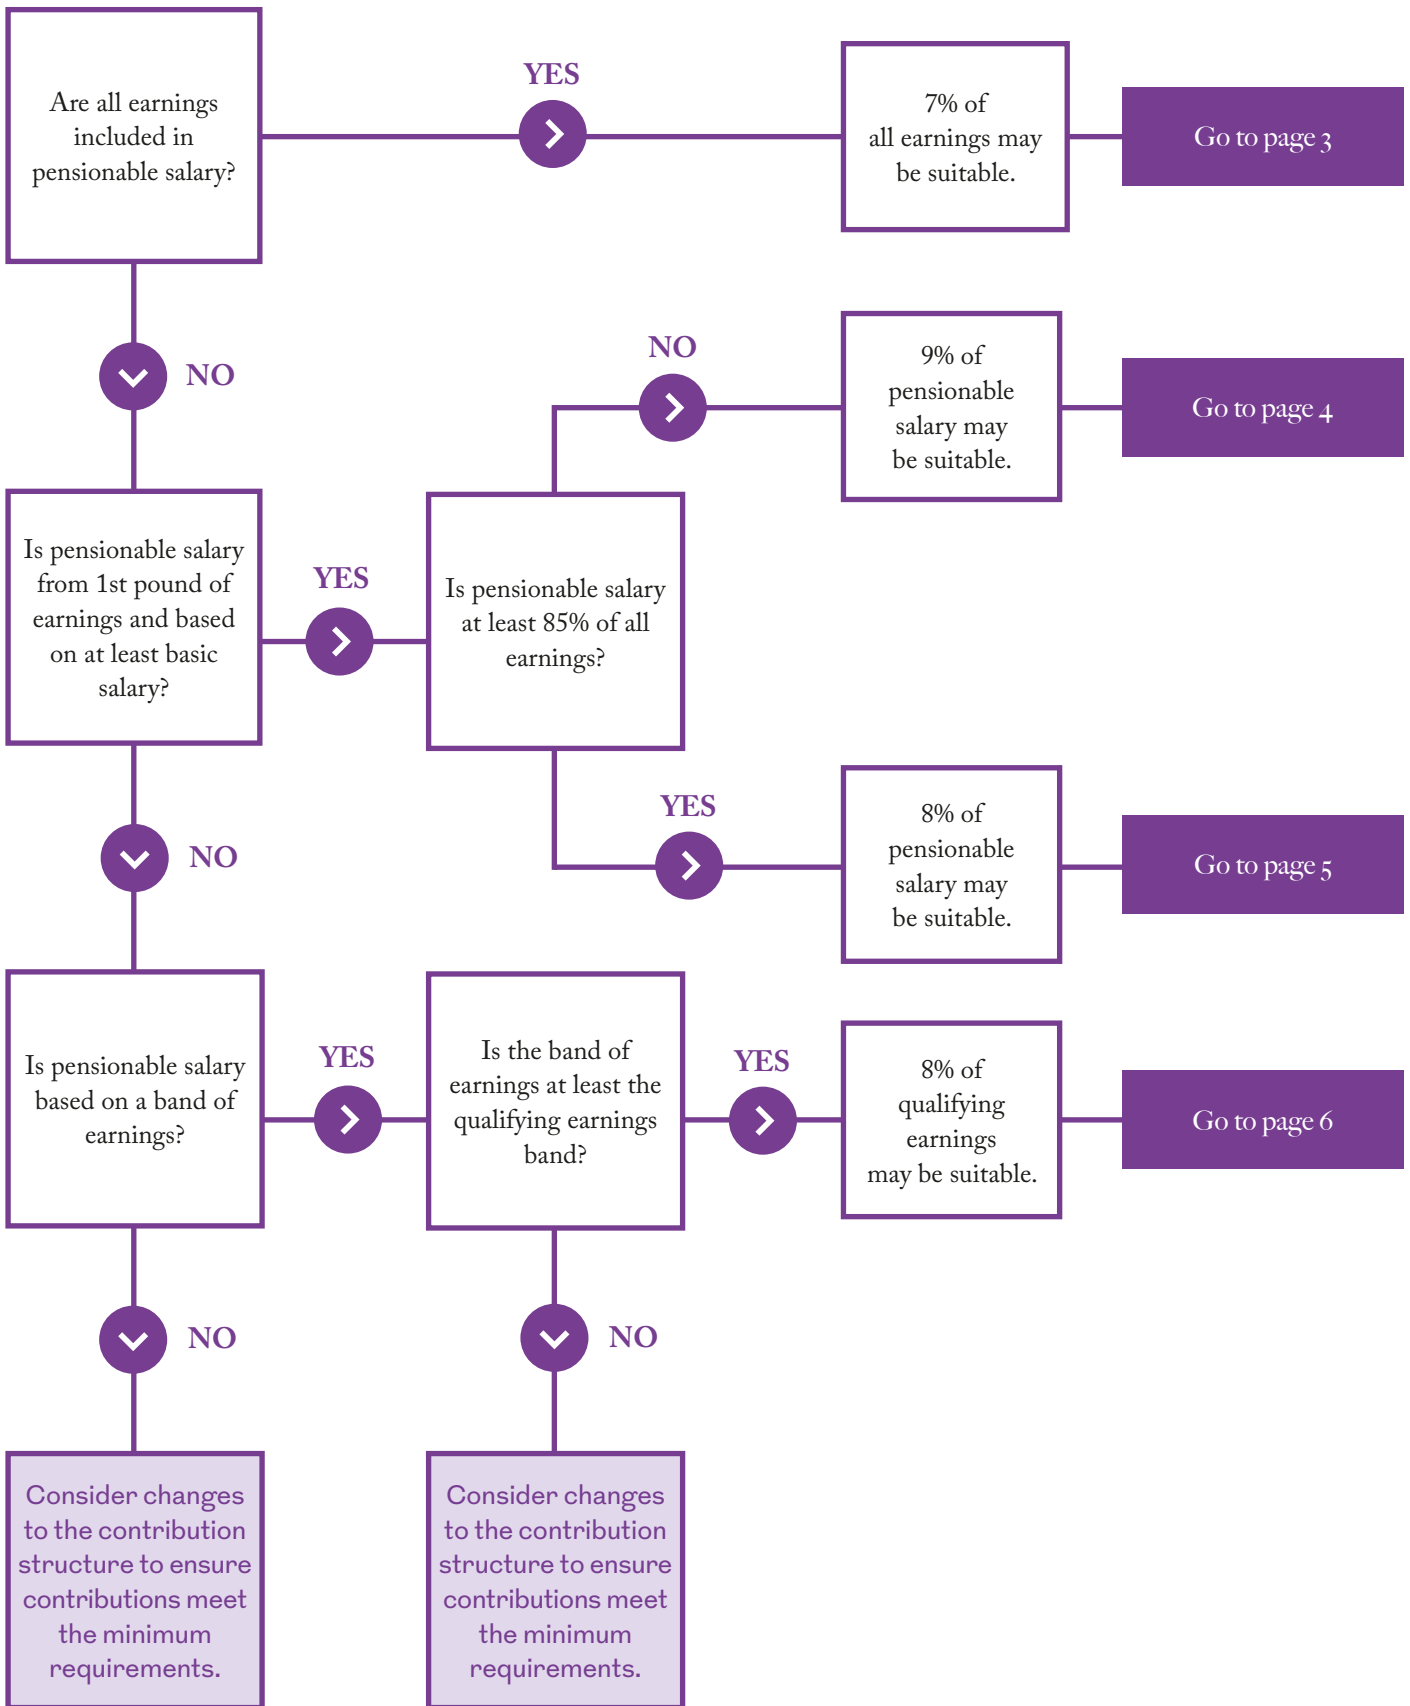 Are all earnings
included in
pensionable salary?
YES
7% of
all earnings may
be suitable.
Go to page 3
NO
NO
9% of
pensionable
salary may
be suitable.
Go to page 4
Is pensionable salary
from 1st pound of
earnings and based
on at least basic
salary?
YES
Is pensionable salary
at least 85% of all
earnings?
YES
8% of
pensionable
salary may
be suitable.
Go to page 5
NO
Is pensionable salary
based on a band of
earnings?
YES
Is the band of
earnings at least the
qualifying earnings
band?
YES
8% of
qualifying
earnings
may be suitable.
Go to page 6
NO
NO
Consider changes
to the contribution
structure to ensure
contributions meet
the minimum
requirements.
Consider changes
to the contribution
structure to ensure
contributions meet
the minimum
requirements.